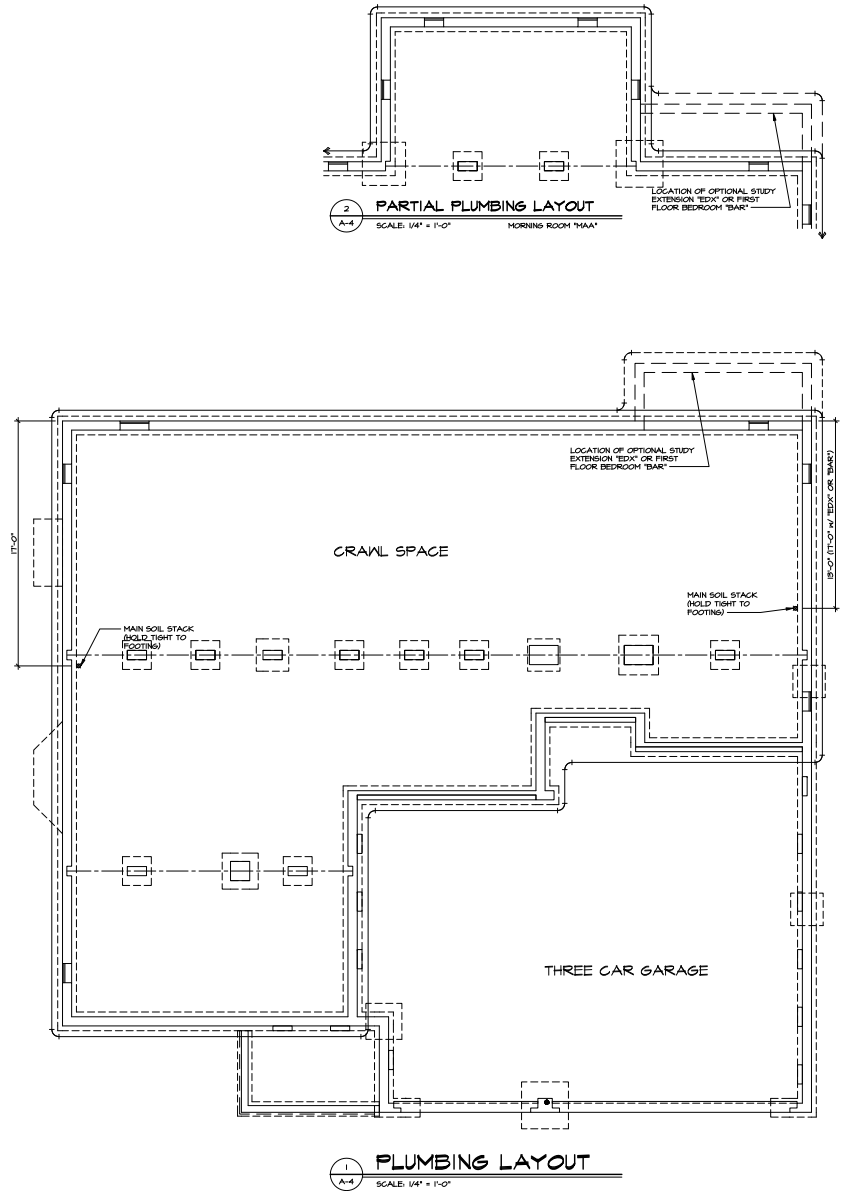 LOCATION OF OPTIONAL STUDY
EXTENSION "EDX" OR FIRST
FLOOR BEDROOM "BAR"
2
A-4
PARTIAL PLUMBING LAYOUT
SCALE: 1/4" = 1'-0"
MORNING ROOM "MAA"
LOCATION OF OPTIONAL STUDY
EXTENSION "EDX" OR FIRST
FLOOR BEDROOM "BAR"
17'-0"
13'-0" (17'-0" w/ "EDX" OR "BAR")
CRAWL SPACE
MAIN SOIL STACK
(HOLD TIGHT TO
FOOTING)
MAIN SOIL STACK
(HOLD TIGHT TO
FOOTING)
THREE CAR GARAGE
1
A-4
PLUMBING LAYOUT
SCALE: 1/4" = 1'-0"